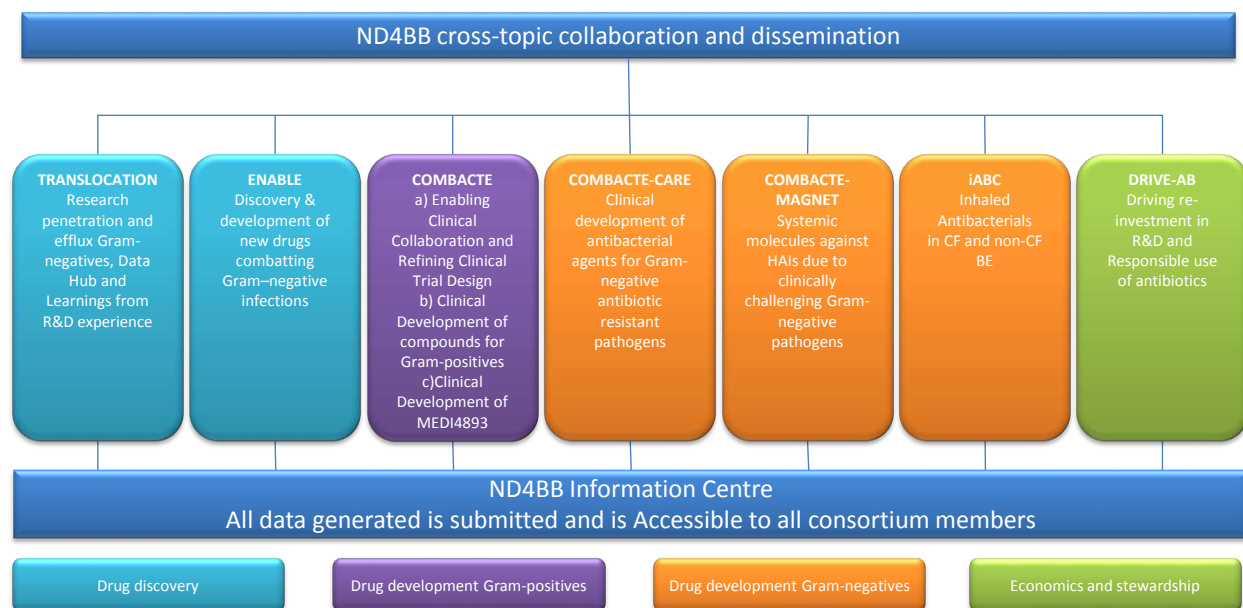 ND4BB cross-topic collaboration and dissemination
TRANSLOCATION
Research
penetration and
efflux Gram-
negatives, Data
Hub and
Learnings from
R&D experience
ENABLE
Discovery &
development of
new drugs
combatting
Gram–negative
infections
COMBACTE
a) Enabling
Clinical
Collaboration and
Refining Clinical
Trial Design
b) Clinical
Development of
compounds for
Gram-positives
c)Clinical
Development of
MEDI4893
COMBACTE-CARE
Clinical
development of
antibacterial
agents for Gram-
negative
antibiotic
resistant
pathogens
COMBACTE-
MAGNET
Systemic
molecules against
HAIs due to
clinically
challenging Gram-
negative
pathogens
iABC
Inhaled
Antibacterials
in CF and non-CF
BE
DRIVE-AB
Driving re-
investment in
R&D and
Responsible use
of antibiotics
ND4BB Information Centre
All data generated is submitted and is Accessible to all consortium members
Drug discovery
Drug development Gram-positives
Drug development Gram-negatives
Economics and stewardship